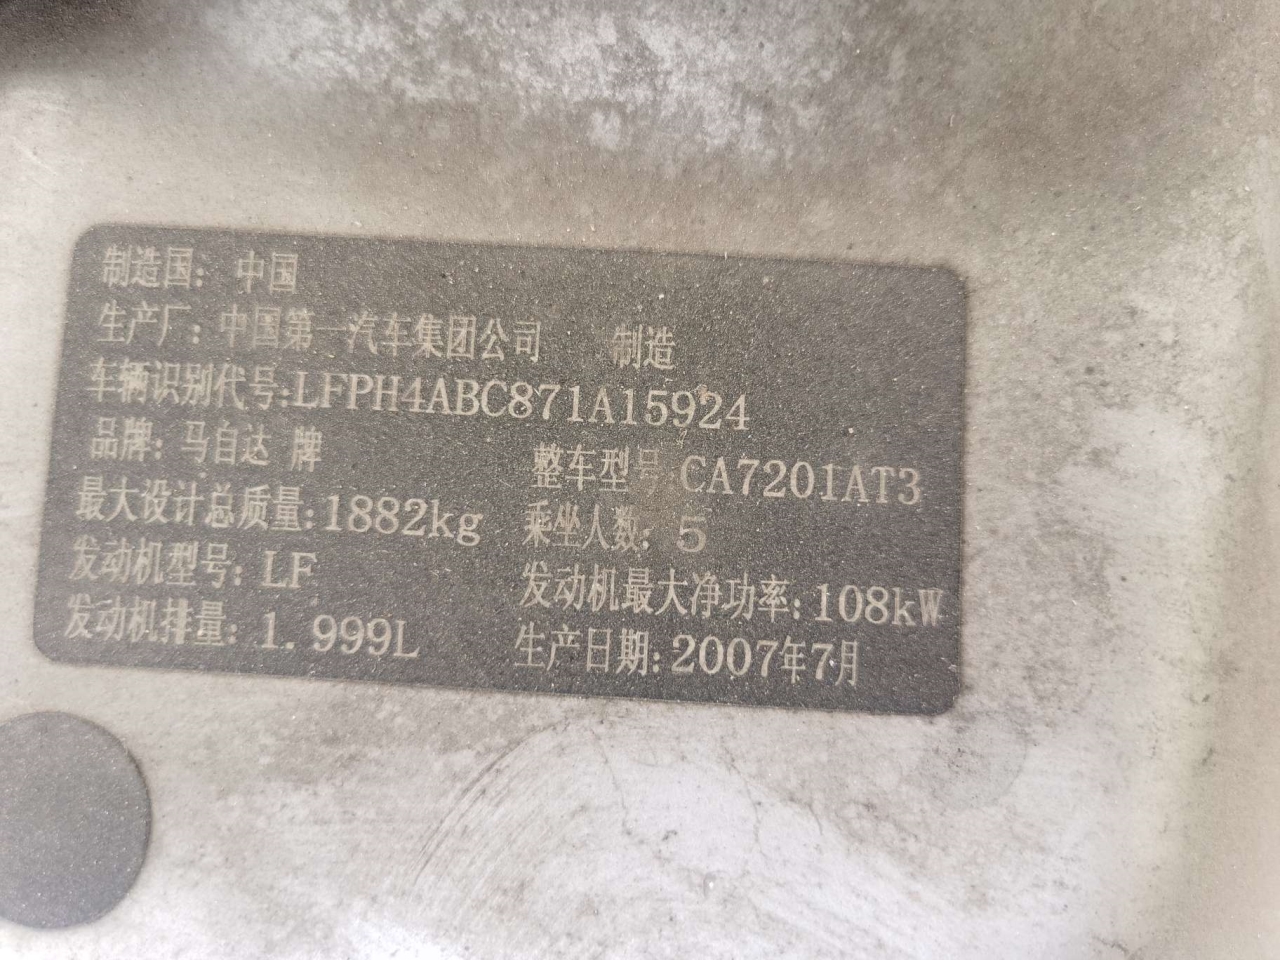 制造国: 中国
生产厂: 中国第一汽车集团公司 制造
车辆识别代号:LFPH4ABC871A15924
品牌: 马自达 牌 整车型号:CA7201AT3
最大设计总质量:1882kg 乘坐人数: 5
发动机型号: LF 发动机最大净功率:108kW
发动机排量: 1.999L 生产日期:2007年7月